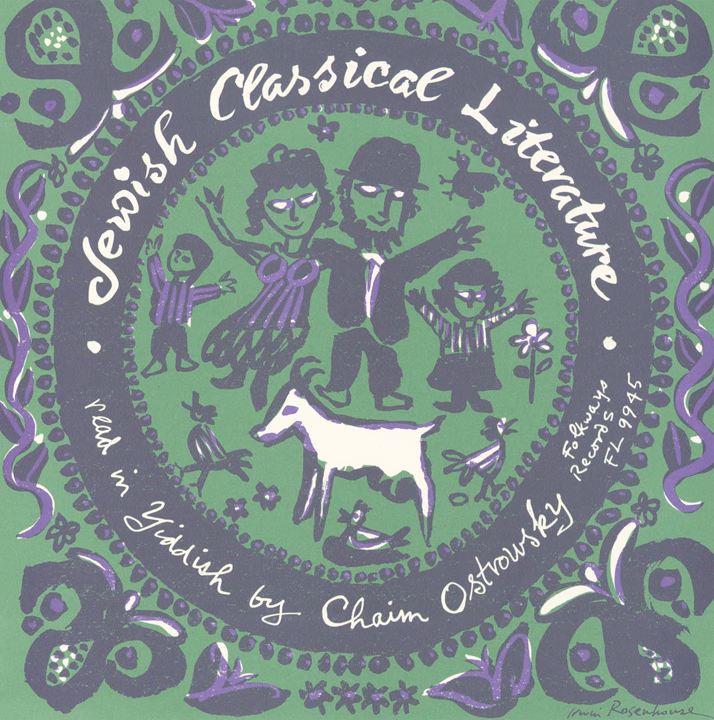 Jewish Classical Literature
read in Yiddish by Chaim Ostrowsky
Folkways
Records
FL 9945
Irwin Rosenhouse